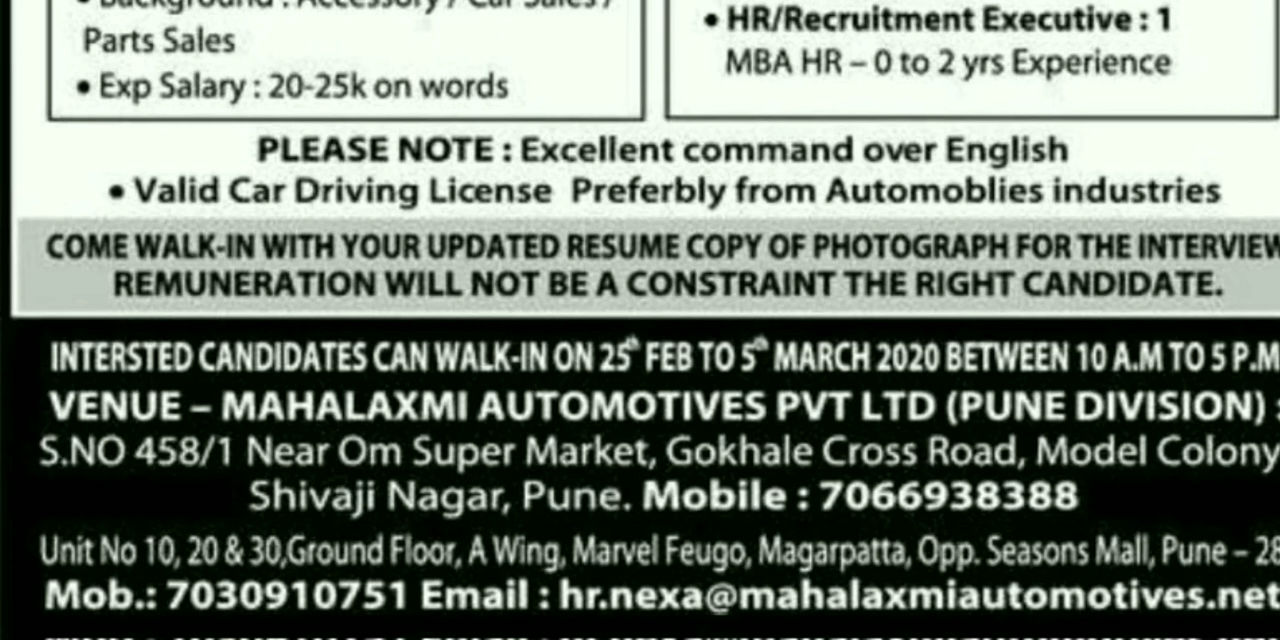 • Background : Accessory / Car Sales /
Parts Sales
• Exp Salary : 20-25k on words
• HR/Recruitment Executive : 1
MBA HR – 0 to 2 yrs Experience
PLEASE NOTE : Excellent command over English
• Valid Car Driving License Preferbly from Automoblies industries
COME WALK-IN WITH YOUR UPDATED RESUME COPY OF PHOTOGRAPH FOR THE INTERVIEW
REMUNERATION WILL NOT BE A CONSTRAINT THE RIGHT CANDIDATE.
INTERSTED CANDIDATES CAN WALK-IN ON 25th FEB TO 5th MARCH 2020 BETWEEN 10 A.M TO 5 P.M
VENUE – MAHALAXMI AUTOMOTIVES PVT LTD (PUNE DIVISION)
S.NO 458/1 Near Om Super Market, Gokhale Cross Road, Model Colony
Shivaji Nagar, Pune. Mobile : 7066938388
Unit No 10, 20 & 30,Ground Floor, A Wing, Marvel Feugo, Magarpatta, Opp. Seasons Mall, Pune – 28
Mob.: 7030910751 Email : hr.nexa@mahalaxmiautomotives.net